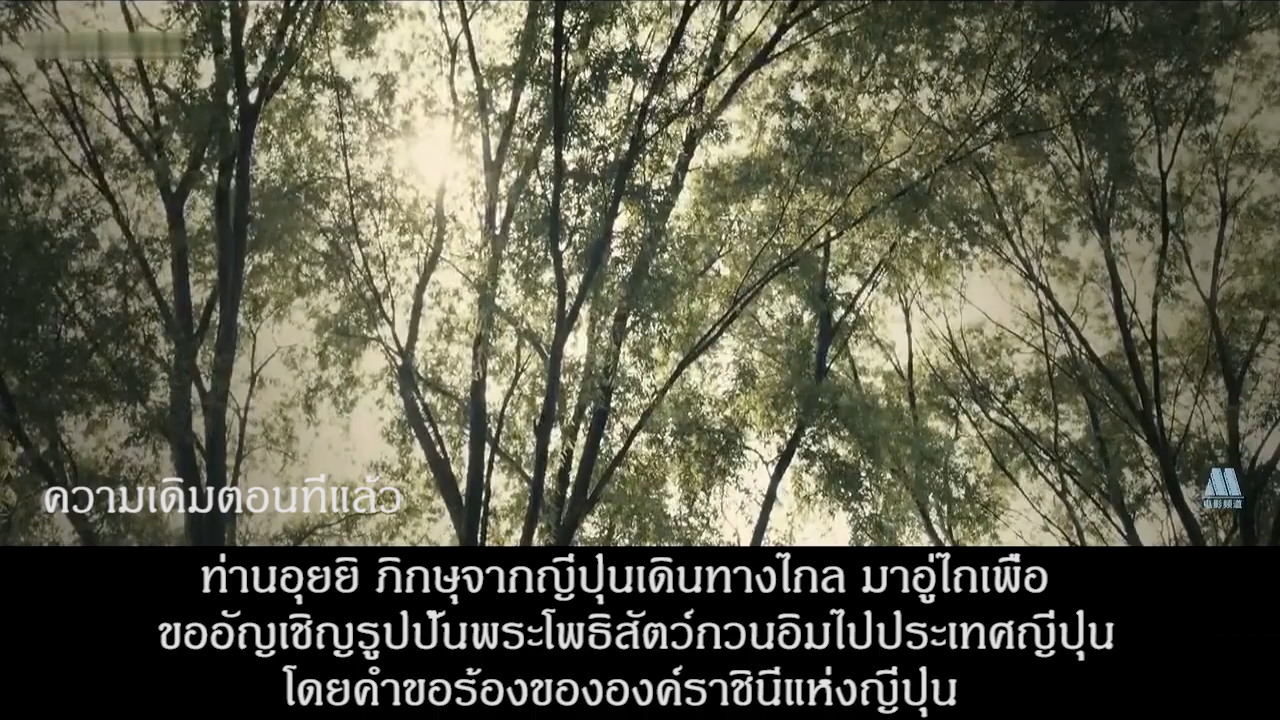 ความเดิมตอนที่แล้ว
电影频道
ท่านอุยยิ ภิกษุจากญี่ปุ่นเดินทางไกล มาอู่ไถเพื่อ
ขออัญเชิญรูปปั้นพระโพธิสัตว์กวนอิมไปประเทศญี่ปุ่น
โดยคำขอร้องขององค์ราชินีแห่งญี่ปุ่น